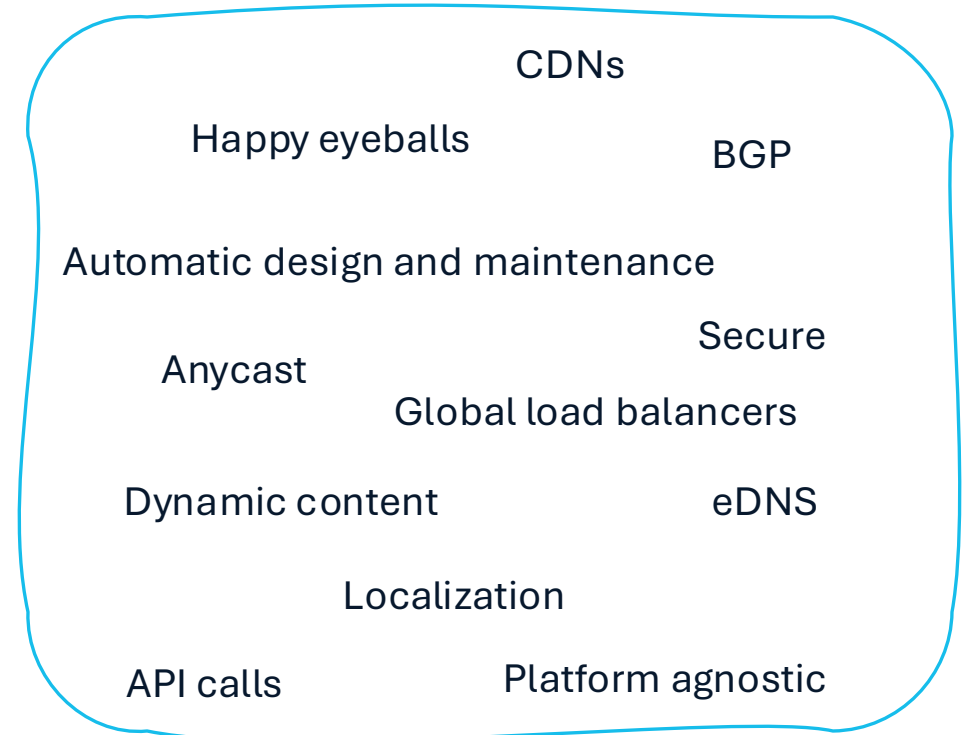 CDNs
Happy eyeballs
BGP
Automatic design and maintenance
Secure
Anycast
Global load balancers
Dynamic content
eDNS
Localization
API calls
Platform agnostic